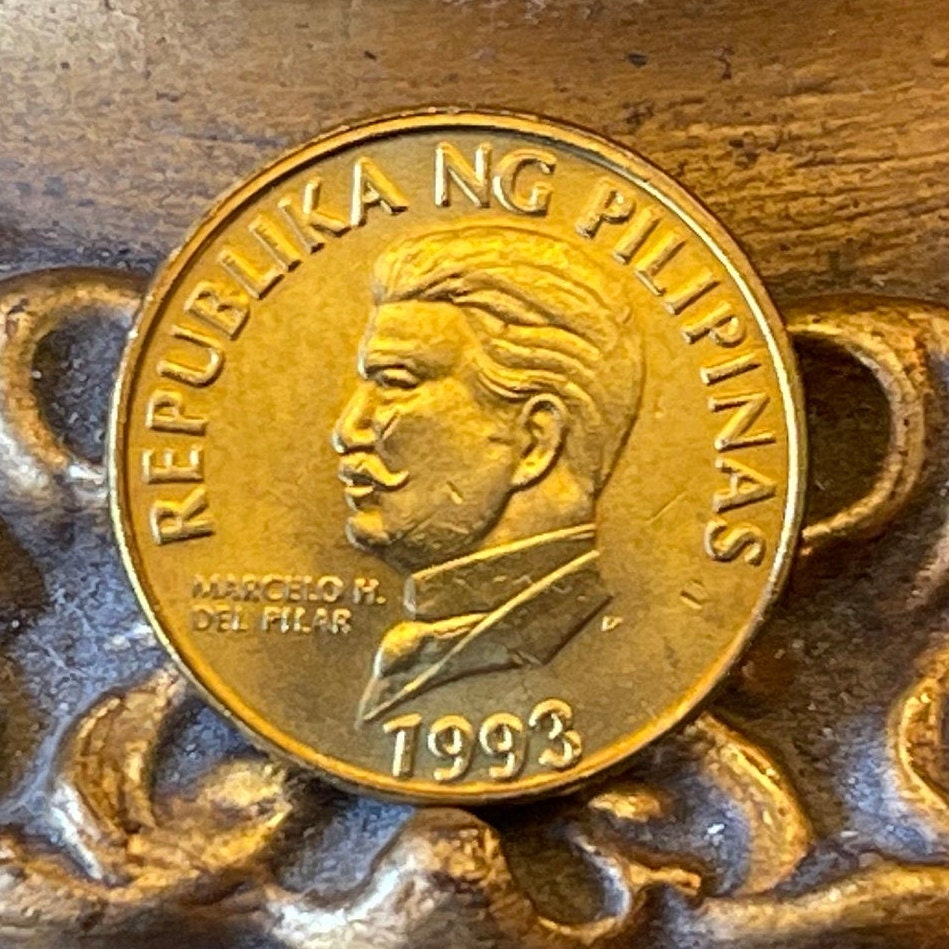 REPUBLIKA NG PILIPINAS
MARCELO H.
DEL PILAR
1993